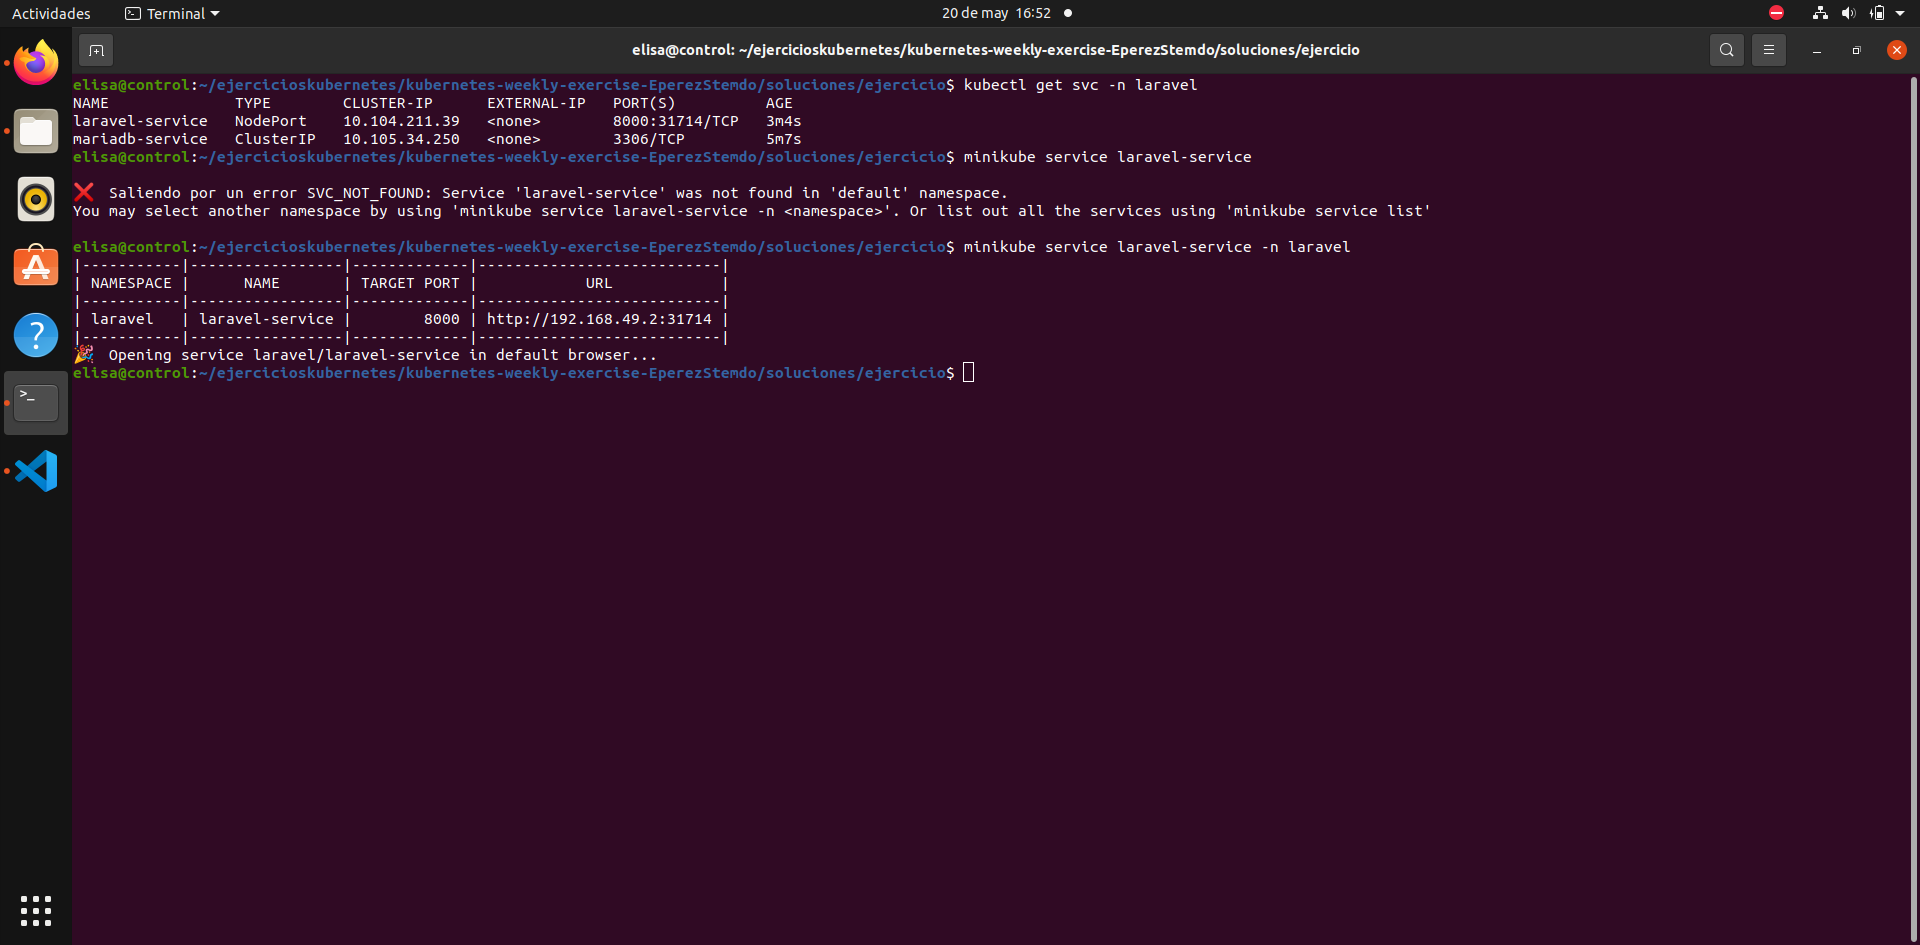 Actividades Terminal 20 de may 16:52
elisa@control: ~/ejercicioskubernetes/kubernetes-weekly-exercise-EperezStemdo/soluciones/ejercicio
elisa@control:~/ejercicioskubernetes/kubernetes-weekly-exercise-EperezStemdo/soluciones/ejercicio$ kubectl get svc -n laravel
NAME TYPE CLUSTER-IP EXTERNAL-IP PORT(S) AGE
laravel-service NodePort 10.104.211.39 <none> 8000:31714/TCP 3m4s
mariadb-service ClusterIP 10.105.34.250 <none> 3306/TCP 5m7s
elisa@control:~/ejercicioskubernetes/kubernetes-weekly-exercise-EperezStemdo/soluciones/ejercicio$ minikube service laravel-service
❌ Saliendo por un error SVC_NOT_FOUND: Service 'laravel-service' was not found in 'default' namespace.
You may select another namespace by using 'minikube service laravel-service -n <namespace>'. Or list out all the services using 'minikube service list'
elisa@control:~/ejercicioskubernetes/kubernetes-weekly-exercise-EperezStemdo/soluciones/ejercicio$ minikube service laravel-service -n laravel
|-----------|-----------------|-------------|---------------------------|
| NAMESPACE | NAME | TARGET PORT | URL |
|-----------|-----------------|-------------|---------------------------|
| laravel | laravel-service | 8000 | http://192.168.49.2:31714 |
|-----------|-----------------|-------------|---------------------------|
🎉 Opening service laravel/laravel-service in default browser...
elisa@control:~/ejercicioskubernetes/kubernetes-weekly-exercise-EperezStemdo/soluciones/ejercicio$